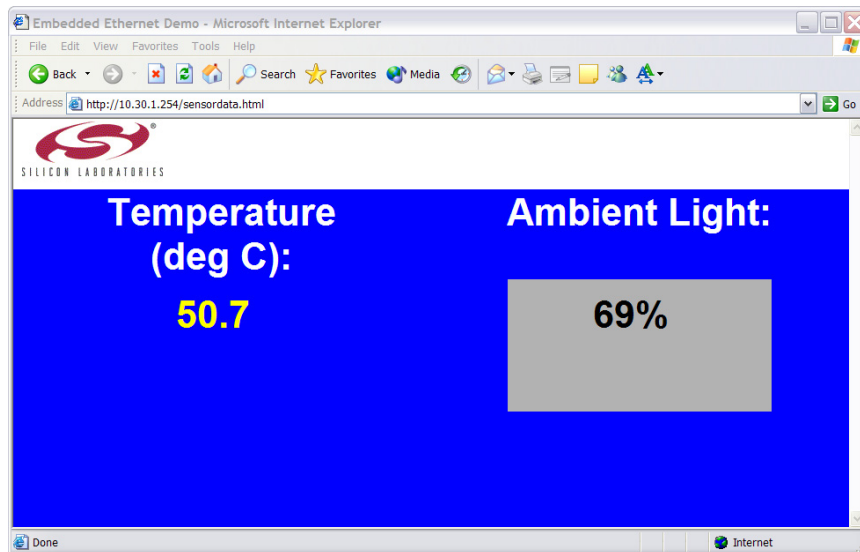 Embedded Ethernet Demo - Microsoft Internet Explorer
File Edit View Favorites Tools Help
Back Search Favorites Media
Address http://10.30.1.254/sensordata.html Go
SILICON LABORATORIES ®
Temperature
(deg C):
50.7
Ambient Light:
69%
Done Internet